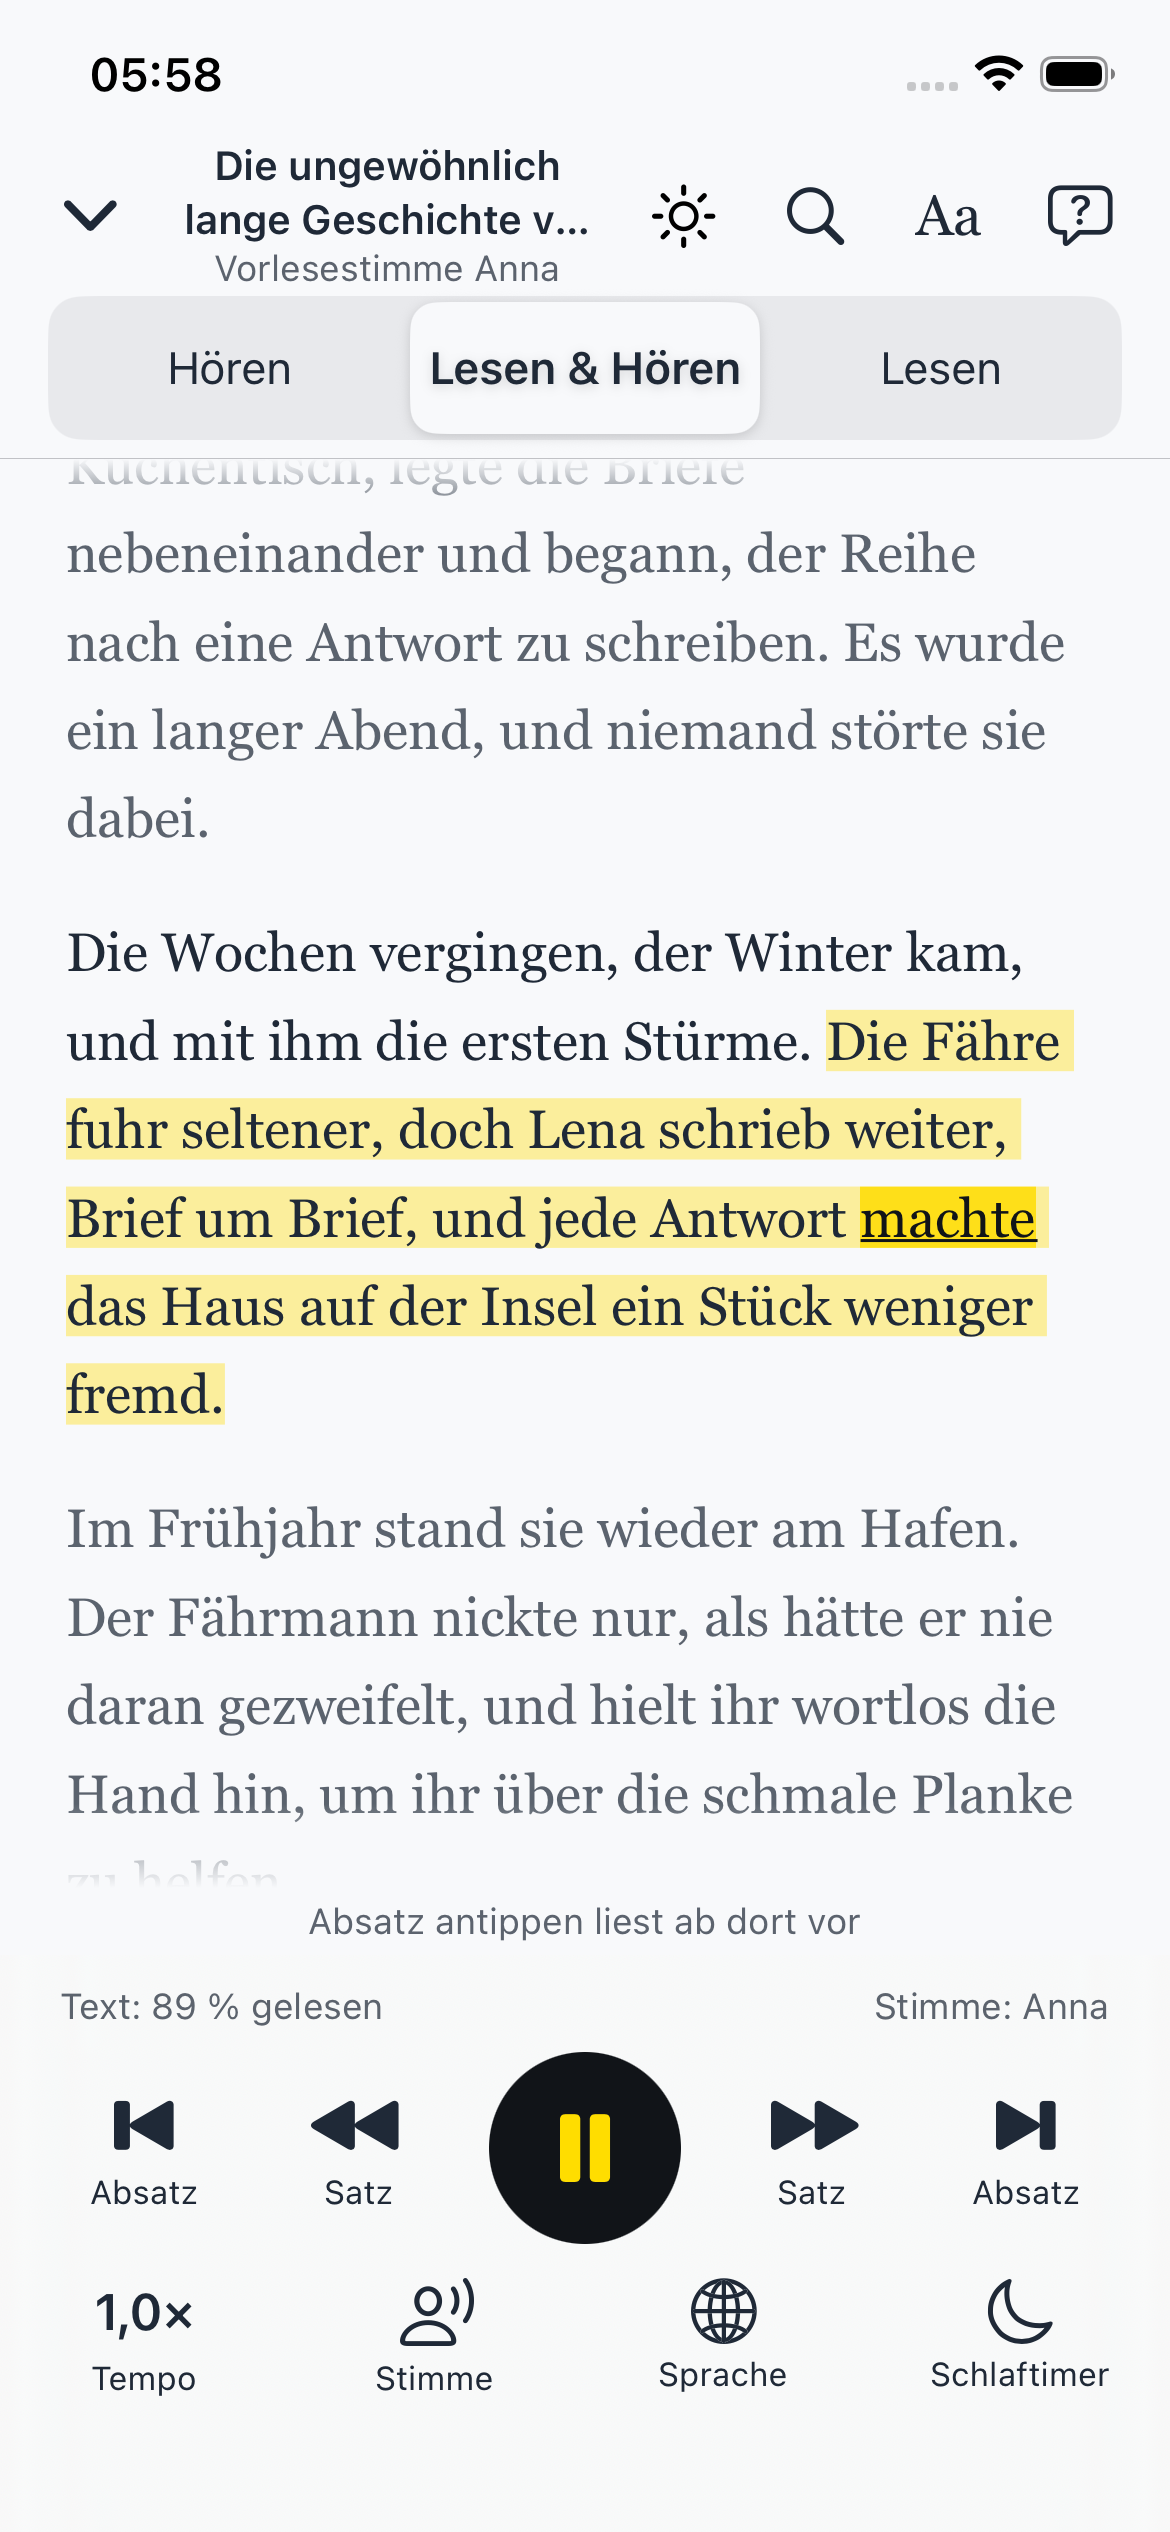 05:58
Die ungewöhnlich
lange Geschichte v...
Vorlesestimme Anna
Aa
?
Hören
Lesen & Hören
Lesen
Küchentisch, legte die Briefe
nebeneinander und begann, der Reihe
nach eine Antwort zu schreiben. Es wurde
ein langer Abend, und niemand störte sie
dabei.
Die Wochen vergingen, der Winter kam,
und mit ihm die ersten Stürme. Die Fähre
fuhr seltener, doch Lena schrieb weiter,
Brief um Brief, und jede Antwort machte
das Haus auf der Insel ein Stück weniger
fremd.
Im Frühjahr stand sie wieder am Hafen.
Der Fährmann nickte nur, als hätte er nie
daran gezweifelt, und hielt ihr wortlos die
Hand hin, um ihr über die schmale Planke
zu helfen
Absatz antippen liest ab dort vor
Text: 89 % gelesen
Stimme: Anna
Absatz
Satz
Satz
Absatz
1,0×
Tempo
Stimme
Sprache
Schlaftimer